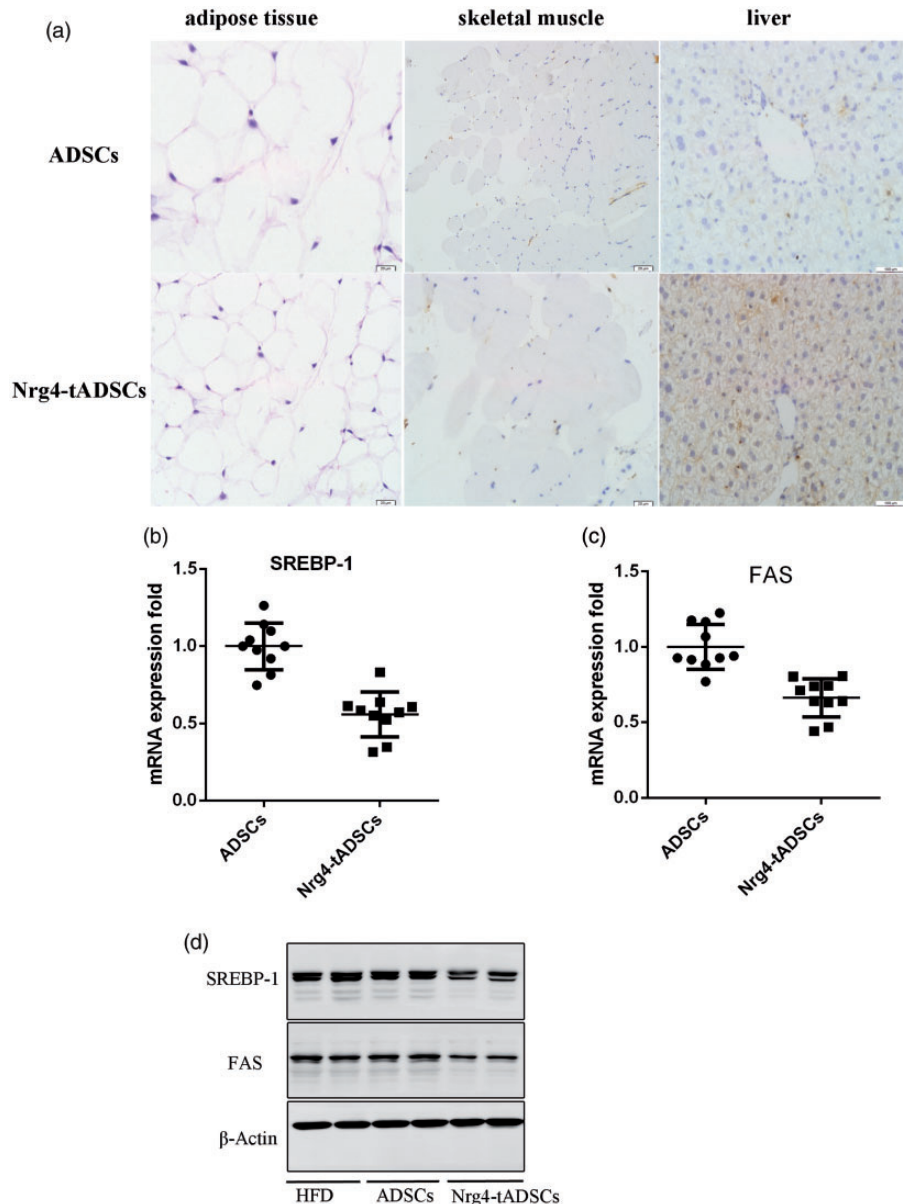 (a)
adipose tissue skeletal muscle liver
ADSCs
Nrg4-tADSCs
(b)
SREBP-1
mRNA expression fold
1.5
1.0
0.5
0.0
ADSCs
Nrg4-tADSCs
(c)
FAS
mRNA expression fold
1.5
1.0
0.5
0.0
ADSCs
Nrg4-tADSCs
(d)
SREBP-1
FAS
β-Actin
HFD ADSCs Nrg4-tADSCs